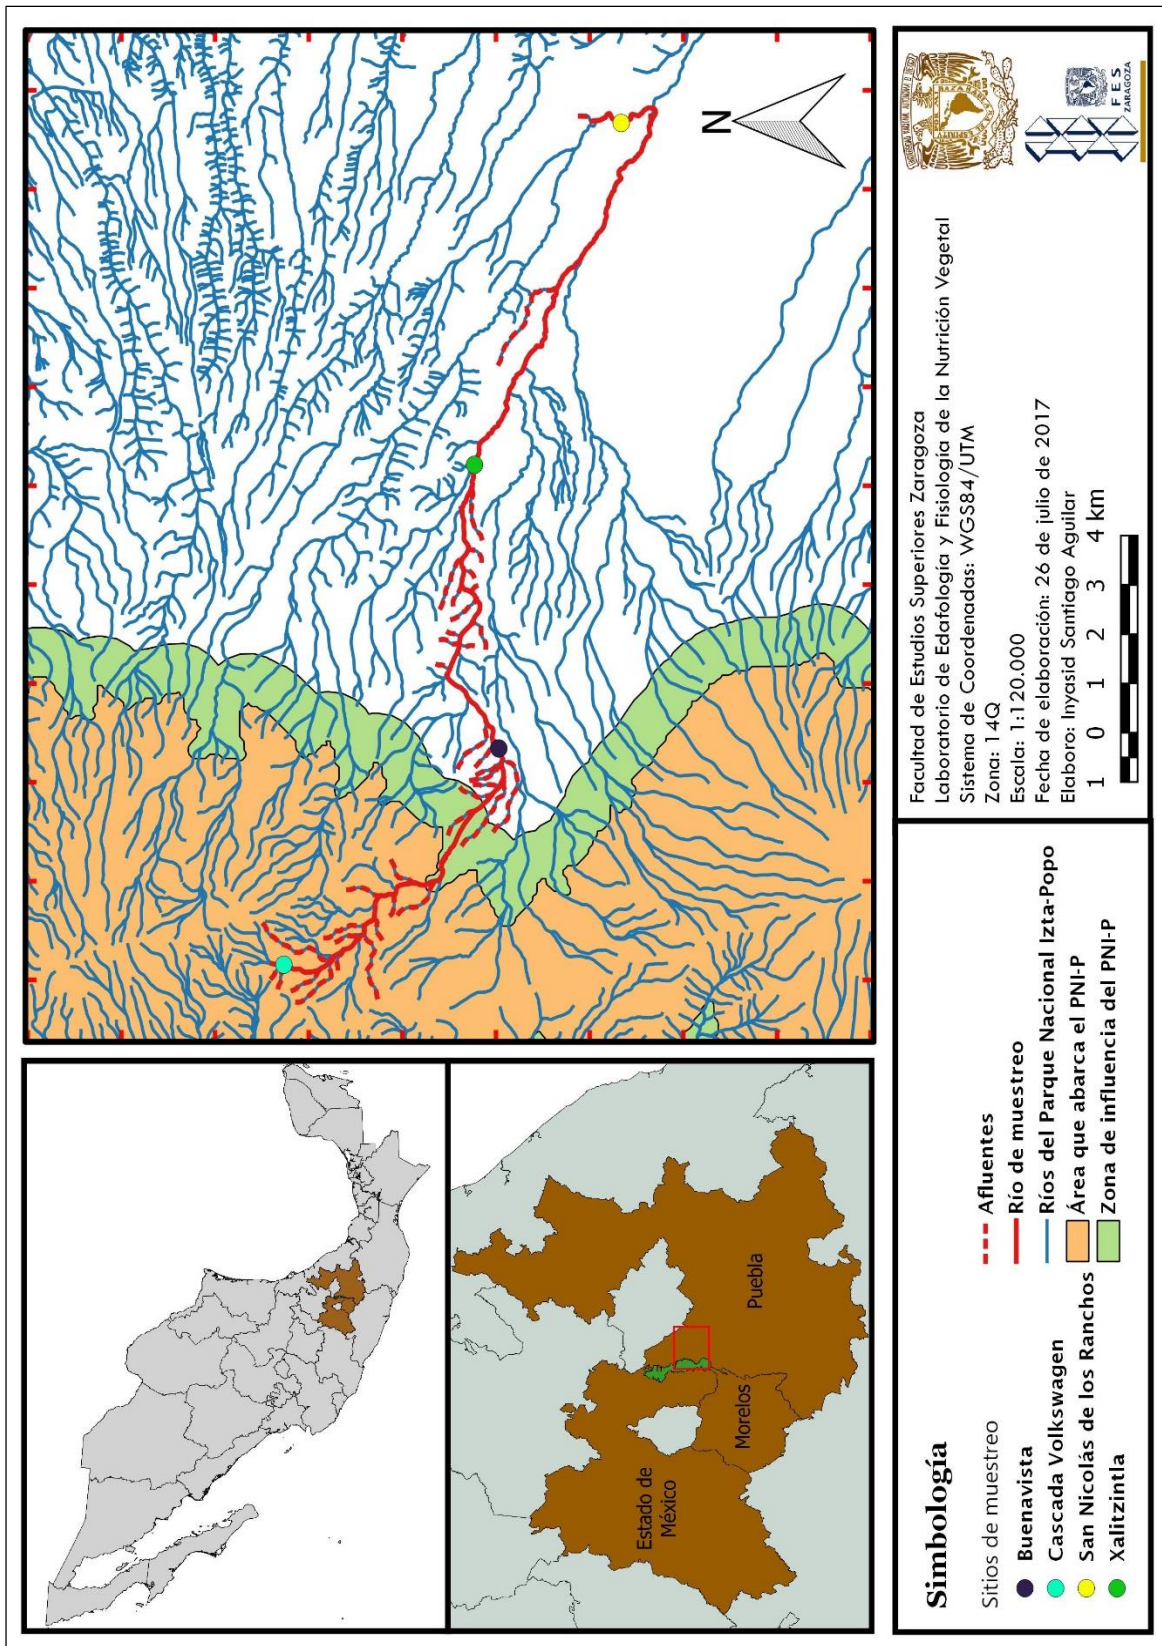 N
Estado de
México
Morelos
Puebla
Simbología
Sitios de muestreo
Buenavista
Cascada Volkswagen
San Nicolás de los Ranchos
Xalitzintla
Afluentes
Río de muestreo
Ríos del Parque Nacional Izta-Popo
Área que abarca el PNI-P
Zona de influencia del PNI-P
Facultad de Estudios Superiores Zaragoza
Laboratorio de Edafología y Fisiología de la Nutrición Vegetal
Sistema de Coordenadas: WGS84/UTM
Zona: 14Q
Escala: 1:120.000
Fecha de elaboración: 26 de julio de 2017
Elaboro: Inyasid Santiago Aguilar
1 0 1 2 3 4 km
FES
ZARAGOZA